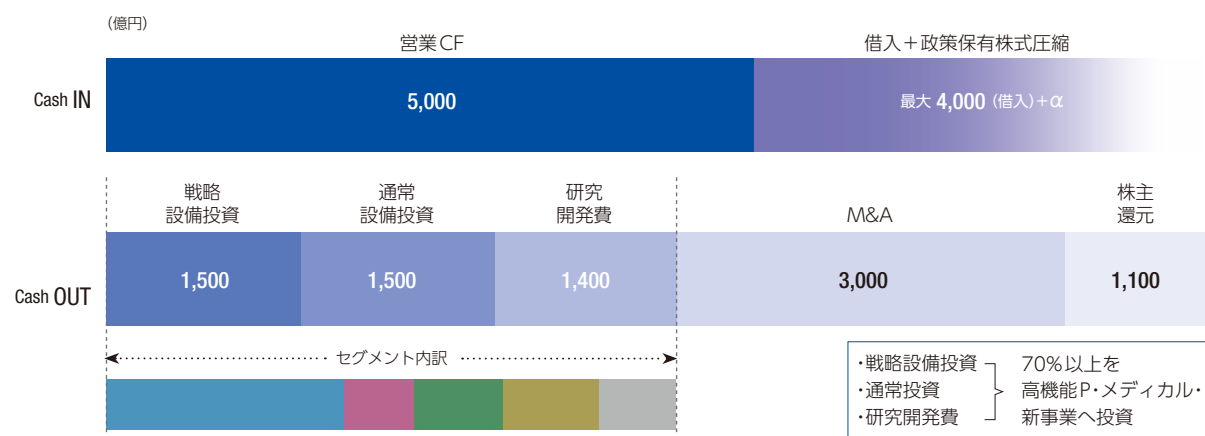 （億円）
営業CF
借入＋政策保有株式圧縮
Cash IN
5,000
最大 4,000（借入）＋α
戦略
設備投資
通常
設備投資
研究
開発費
M&A
株主
還元
Cash OUT
1,500
1,500
1,400
3,000
1,100
セグメント内訳
・戦略設備投資
・通常投資
・研究開発費
70％以上を
高機能P・メディカル・
新事業へ投資